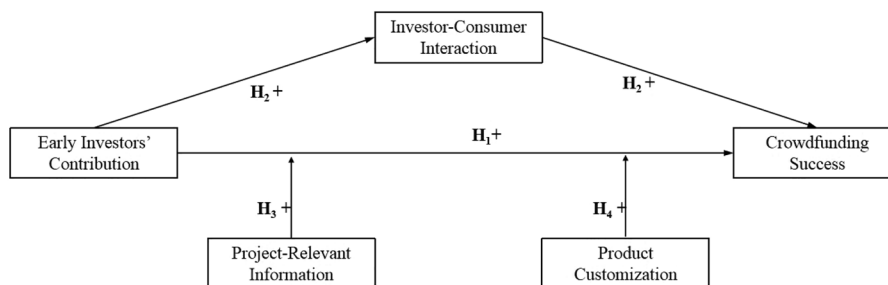 Investor-Consumer
Interaction
H₂ +
H₂ +
Early Investors’
Contribution
H₁+
Crowdfunding
Success
H₃ +
H₄ +
Project-Relevant
Information
Product
Customization